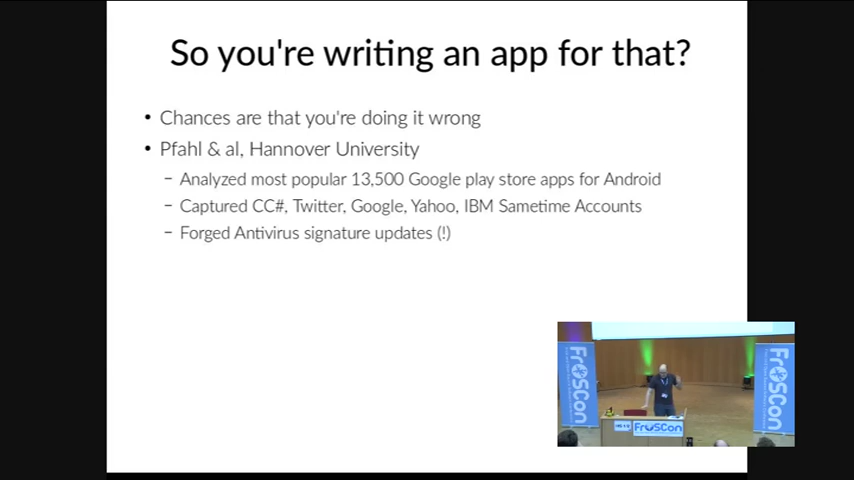 So you're writing an app for that?
• Chances are that you're doing it wrong
• Pfahl & al, Hannover University
– Analyzed most popular 13,500 Google play store apps for Android
– Captured CC#, Twitter, Google, Yahoo, IBM Sametime Accounts
– Forged Antivirus signature updates (!)
FrOSCon
FrOSCon
FrOSCon